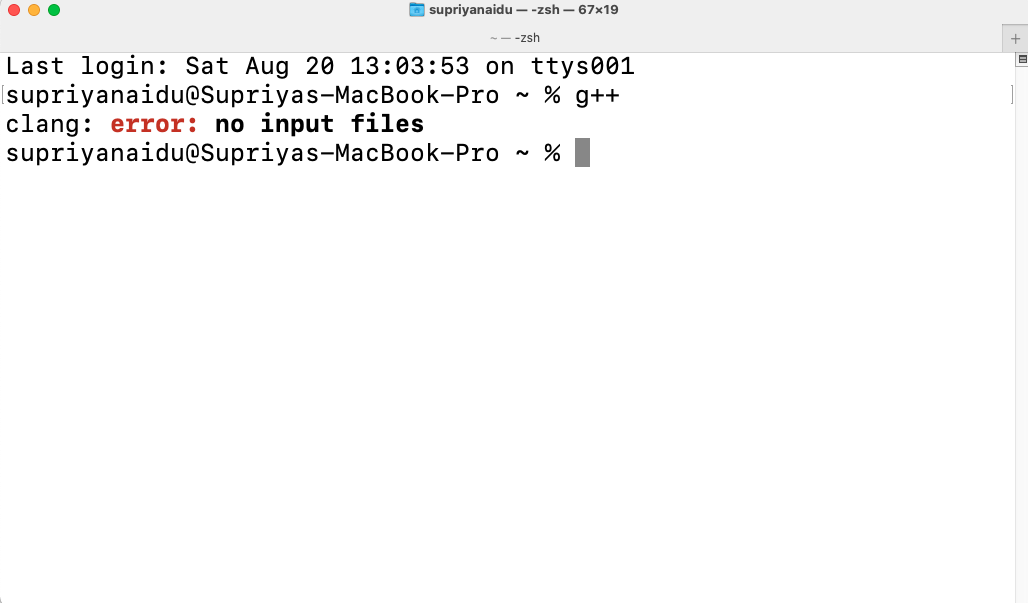 supriyanaidu — -zsh — 67×19
~ — -zsh
+
Last login: Sat Aug 20 13:03:53 on ttys001
[supriyanaidu@Supriyas-MacBook-Pro ~ % g++ ]
clang: error: no input files
supriyanaidu@Supriyas-MacBook-Pro ~ %